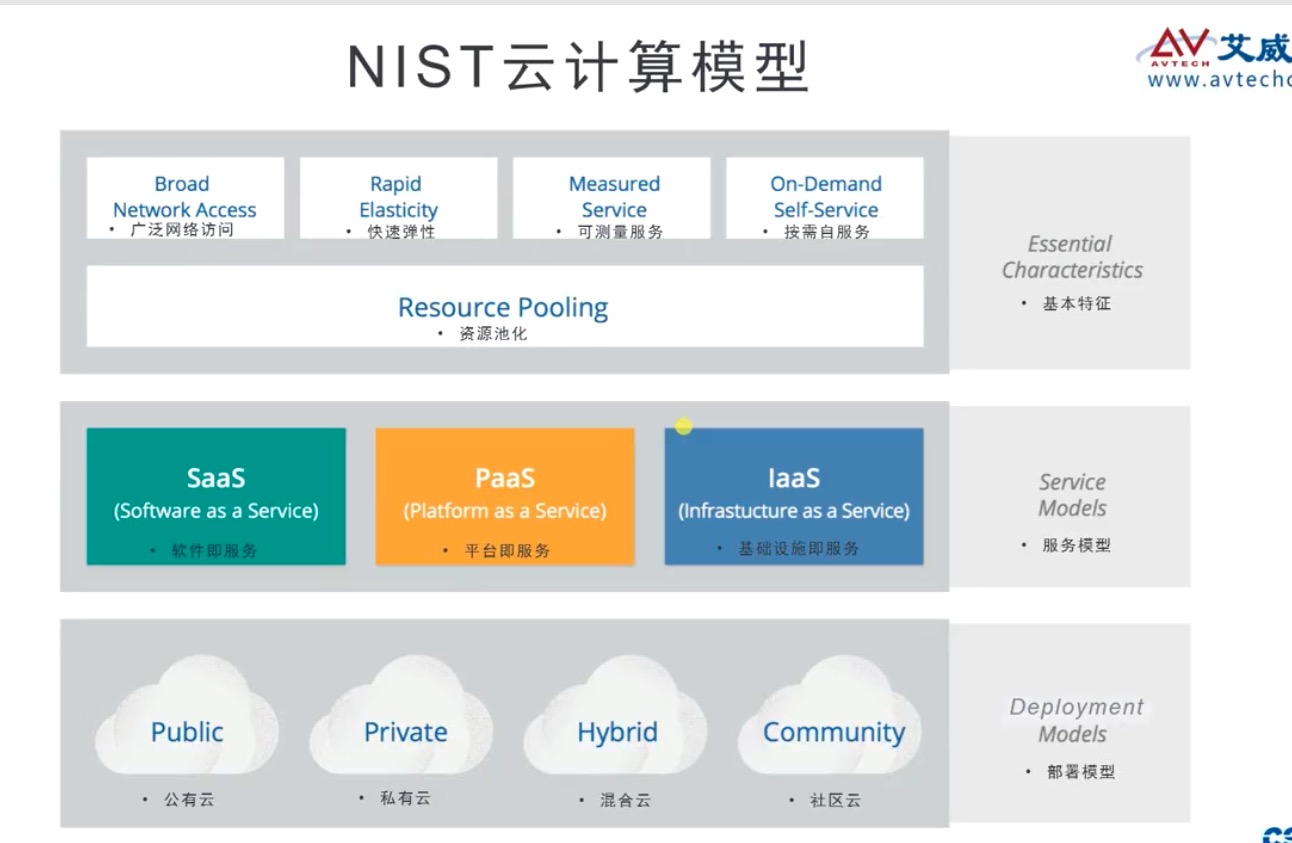 NIST云计算模型
AV 艾威
AVTECH
Broad
Network Access
• 广泛网络访问
Rapid
Elasticity
• 快速弹性
Measured
Service
• 可测量服务
On-Demand
Self-Service
• 按需自服务
Resource Pooling
• 资源池化
Essential
Characteristics
• 基本特征
SaaS
(Software as a Service)
• 软件即服务
PaaS
(Platform as a Service)
• 平台即服务
IaaS
(Infrastucture as a Service)
• 基础设施即服务
Service
Models
• 服务模型
Public
• 公有云
Private
• 私有云
Hybrid
• 混合云
Community
• 社区云
Deployment
Models
• 部署模型